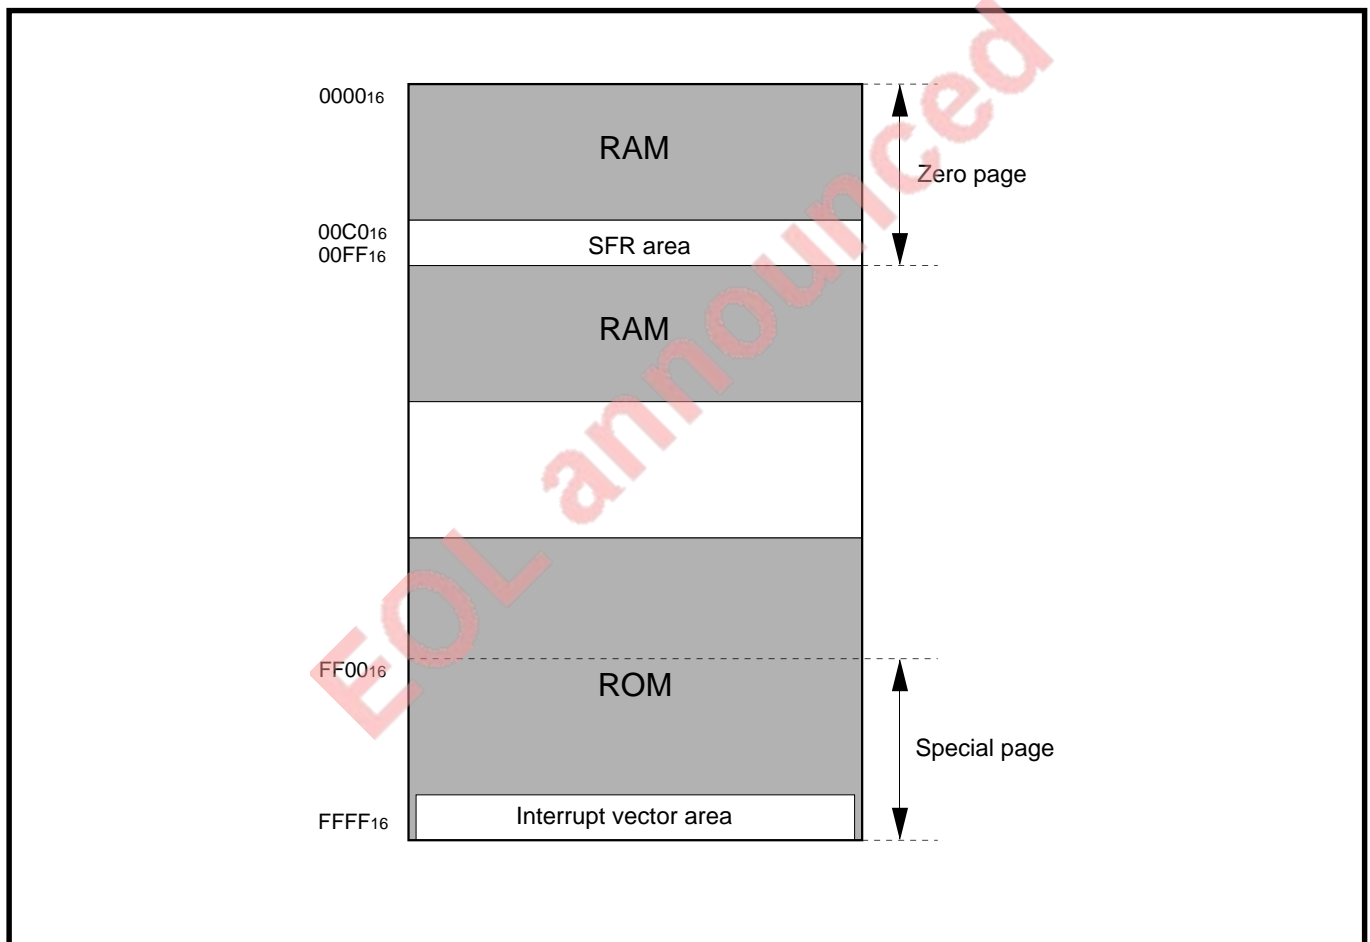 0000₁₆
RAM
Zero page
00C0₁₆
SFR area
00FF₁₆
RAM
FF00₁₆
ROM
Special page
Interrupt vector area
FFFF₁₆
EOL announced